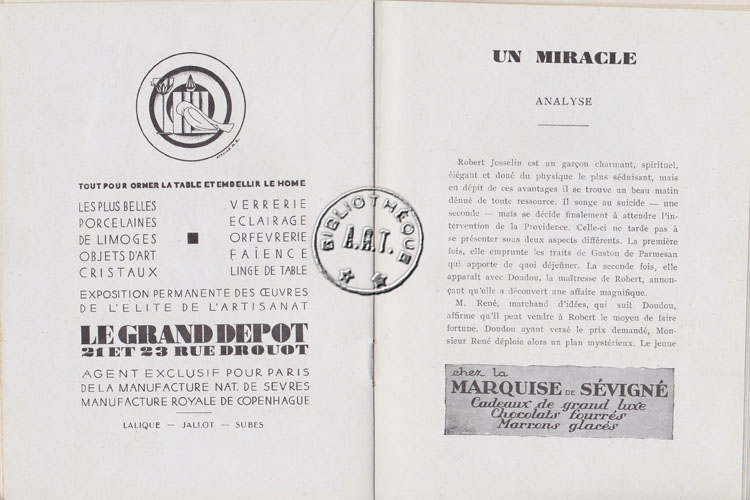 TOUT POUR ORNER LA TABLE ET EMBELLIR LE HOME
LES PLUS BELLES VERRERIE
PORCELAINES ECLAIRAGE
DE LIMOGES ■ ORFEVRERIE
OBJETS D'ART FAÏENCE
CRISTAUX LINGE DE TABLE
EXPOSITION PERMANENTE DES ŒUVRES
DE L'ELITE DE L'ARTISANAT
LE GRAND DEPOT
21 ET 23 RUE DROUOT
AGENT EXCLUSIF POUR PARIS
DE LA MANUFACTURE NAT. DE SEVRES
MANUFACTURE ROYALE DE COPENHAGUE
LALIQUE — JALLOT — SUBES
BIBLIOTHÈQUE
A.R.T.
UN MIRACLE
ANALYSE
Robert Josselin est un garçon charmant, spirituel,
élégant et doué du physique le plus séduisant, mais
en dépit de ces avantages il se trouve un beau matin
dénué de toute ressource. Il songe au suicide — une
seconde — mais se décide finalement à attendre l'in-
tervention de la Providence. Celle-ci ne tarde pas à
se présenter sous deux aspects différents. La première
fois, elle emprunte les traits de Gaston de Parmesan
qui apporte de quoi déjeûner. La seconde fois, elle
apparaît avec Doudou, la maîtresse de Robert, annon-
çant qu'elle a découvert une affaire magnifique.
M. René, marchand d'idées, qui suit Doudou,
affirme qu'il peut vendre à Robert le moyen de faire
fortune. Doudou ayant versé le prix demandé, Mon-
sieur René déploie alors un plan mystérieux. Le jeune
chez la
MARQUISE DE SÉVIGNÉ
Cadeaux de grand luxe
Chocolats fourrés
Marrons glacés